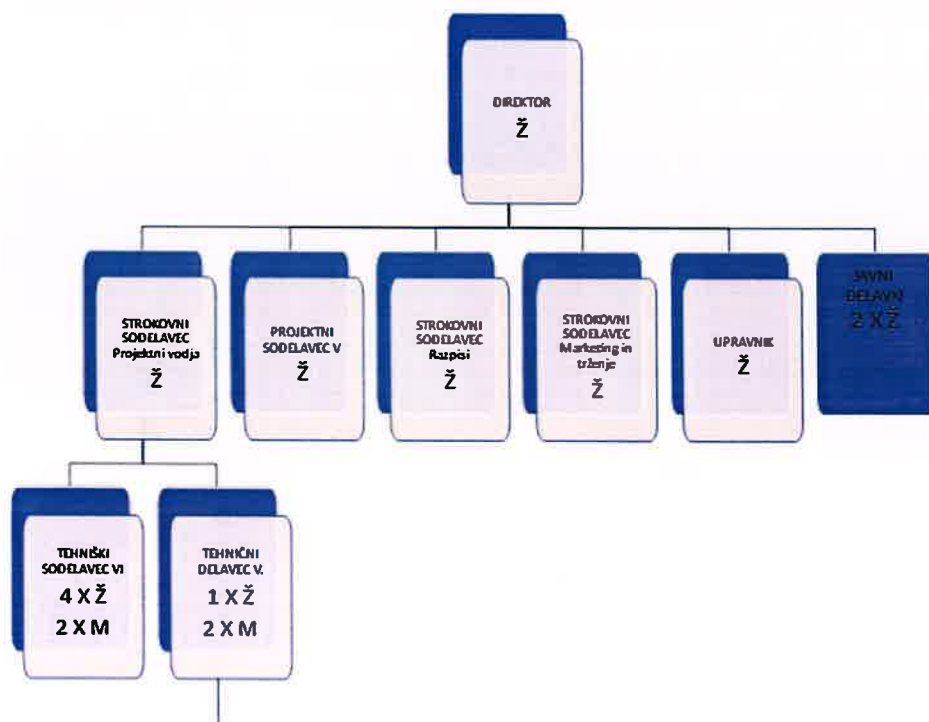 DIREKTOR
Ž
STROKOVNI
SODELAVEC
Projektni vodja
Ž
PROJEKTNI
SODELAVEC V
Ž
STROKOVNI
SODELAVEC
Razpisi
Ž
STROKOVNI
SODELAVEC
Marketing in
trženje
Ž
UPRAVNIK
Ž
JAVNI
DELAVN
2 X Ž
TEHNIŠKI
SODELAVEC VI
4 X Ž
2 X M
TEHNIČNI
DELAVEC V.
1 X Ž
2 X M